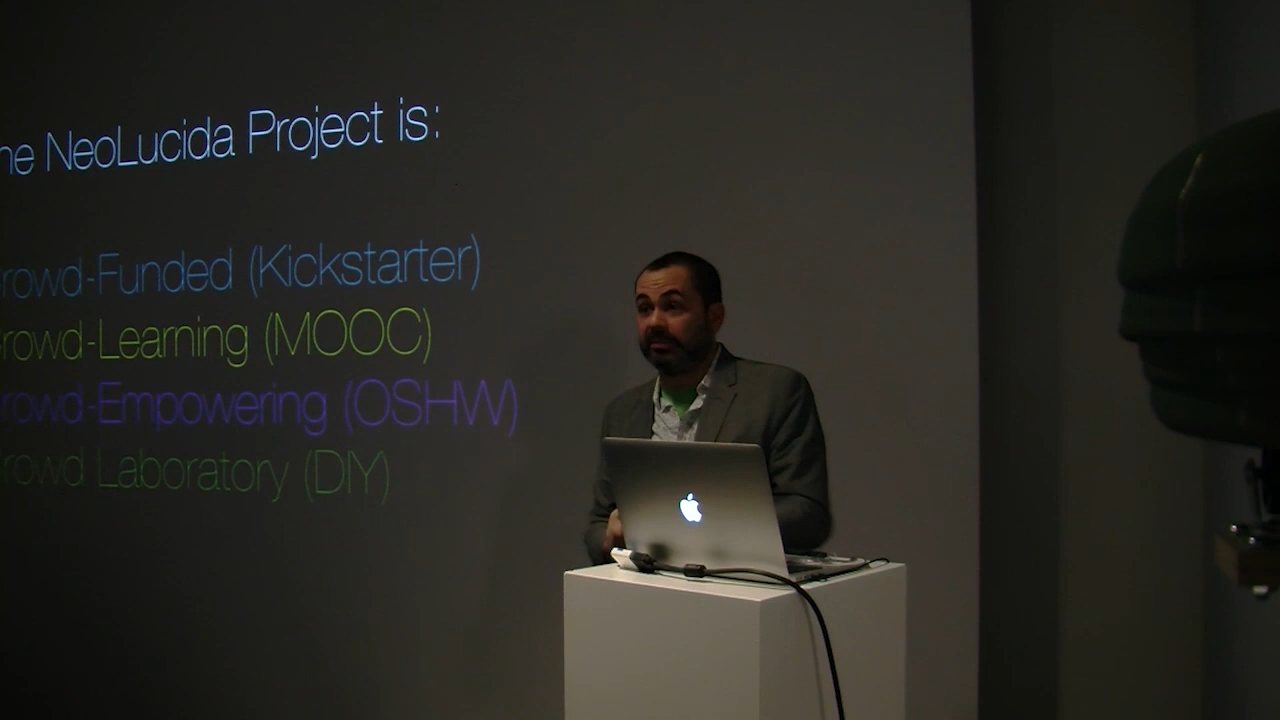 he NeoLucida Project is:
rowd-Funded (Kickstarter)
rowd-Learning (MOOC)
rowd-Empowering (OSHW)
rowd Laboratory (DIY)